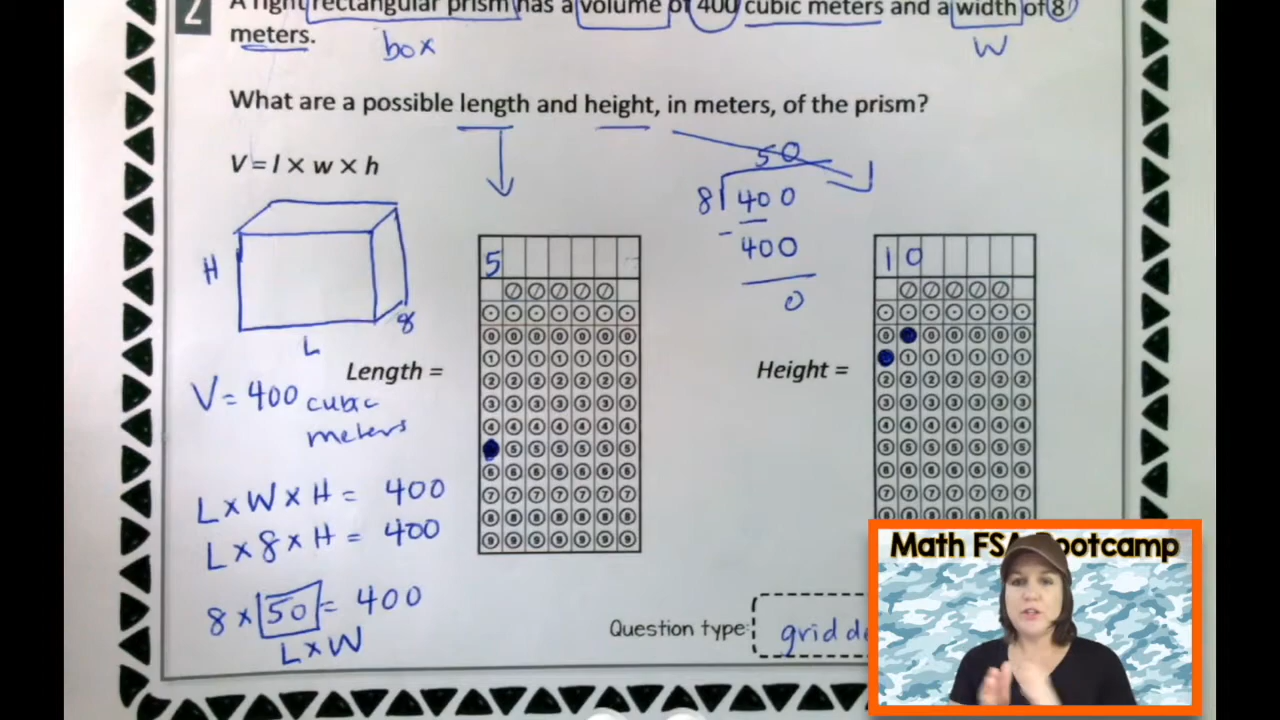 2 A right rectangular prism has a volume of 400 cubic meters and a width of 8
meters.
box
W
What are a possible length and height, in meters, of the prism?
V = l × w × h
50
8 400
- 400
0
H
8
L
5
1 0
Length =
Height =
V = 400 cubic
meters
L × W × H = 400
L × 8 × H = 400
8 × 50 = 400
L × W
Question type:
Math FSA Bootcamp